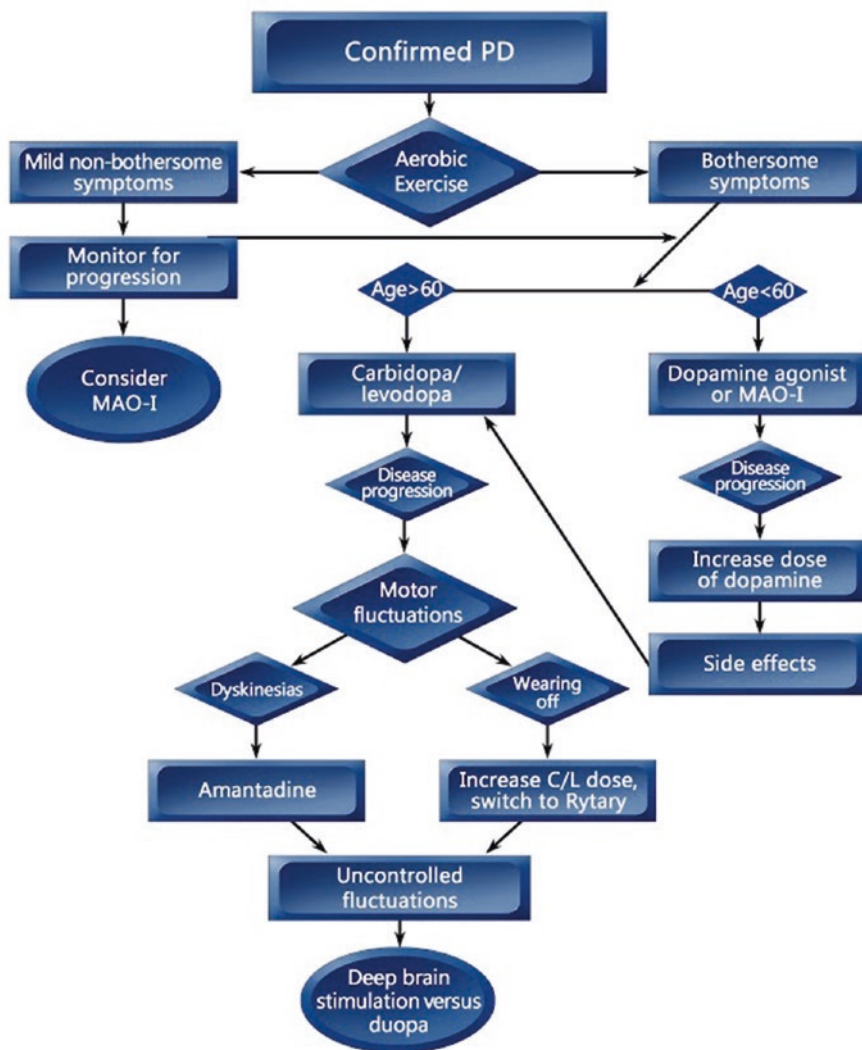 Confirmed PD
Aerobic
Exercise
Mild non-bothersome
symptoms
Bothersome
symptoms
Monitor for
progression
Consider
MAO-I
Age>60
Age<60
Carbidopa/
levodopa
Dopamine agonist
or MAO-I
Disease
progression
Disease
progression
Increase dose
of dopamine
Motor
fluctuations
Side effects
Dyskinesias
Wearing
off
Amantadine
Increase C/L dose,
switch to Rytary
Uncontrolled
fluctuations
Deep brain
stimulation versus
duopa